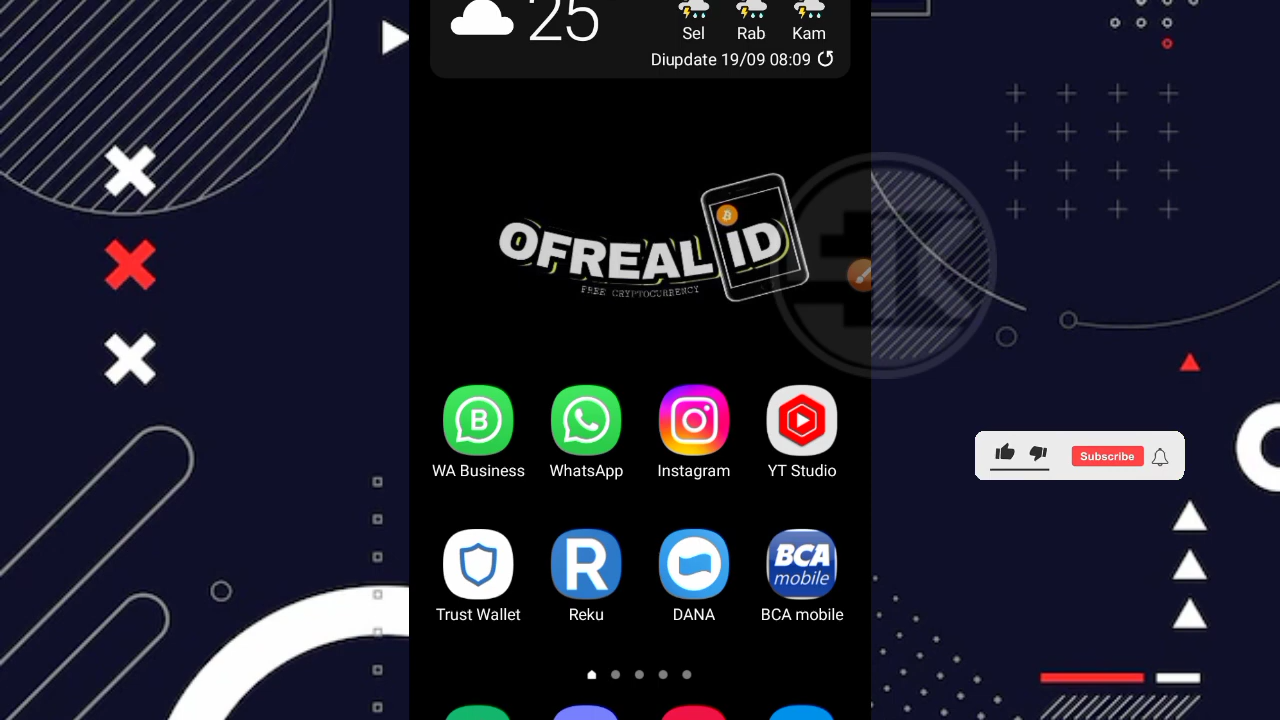 25
Sel Rab Kam
Diupdate 19/09 08:09
OFREAL ID
FREE CRYPTOCURRENCY
WA Business WhatsApp Instagram YT Studio
R
BCA
mobile
Trust Wallet Reku DANA BCA mobile
Subscribe